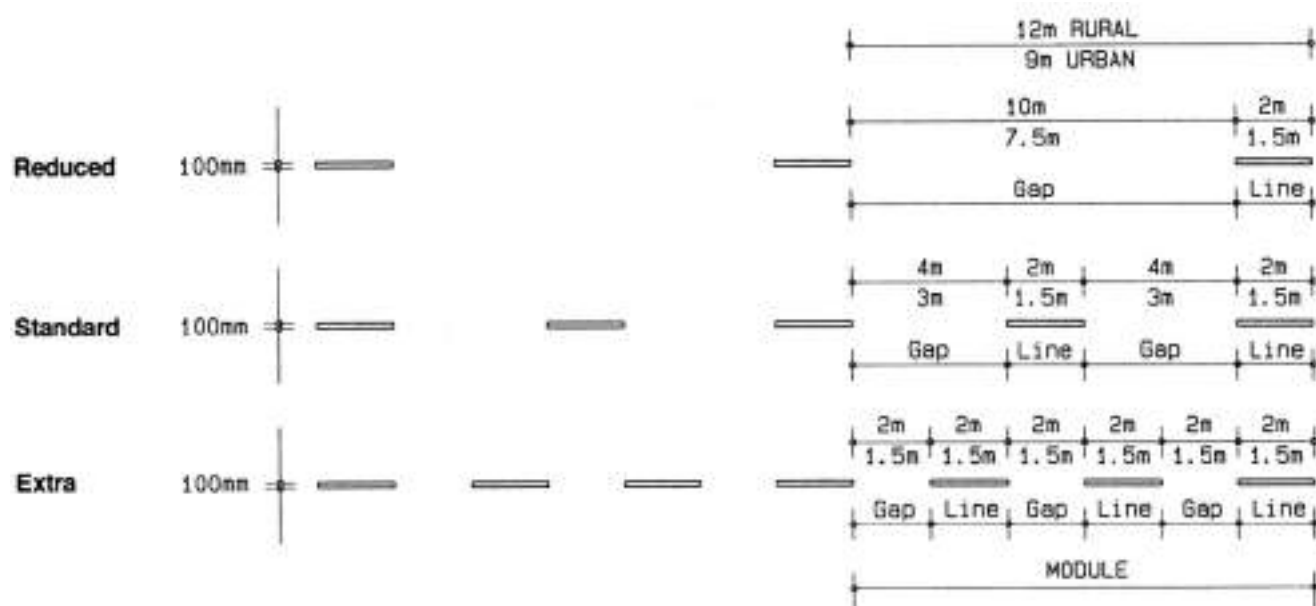 12m RURAL
9m URBAN
10m 2m
7.5m 1.5m
Reduced 100mm
Gap Line
4m 2m 4m 2m
3m 1.5m 3m 1.5m
Standard 100mm
Gap Line Gap Line
2m 2m 2m 2m 2m 2m
1.5m 1.5m 1.5m 1.5m 1.5m 1.5m
Extra 100mm
Gap Line Gap Line Gap Line
MODULE